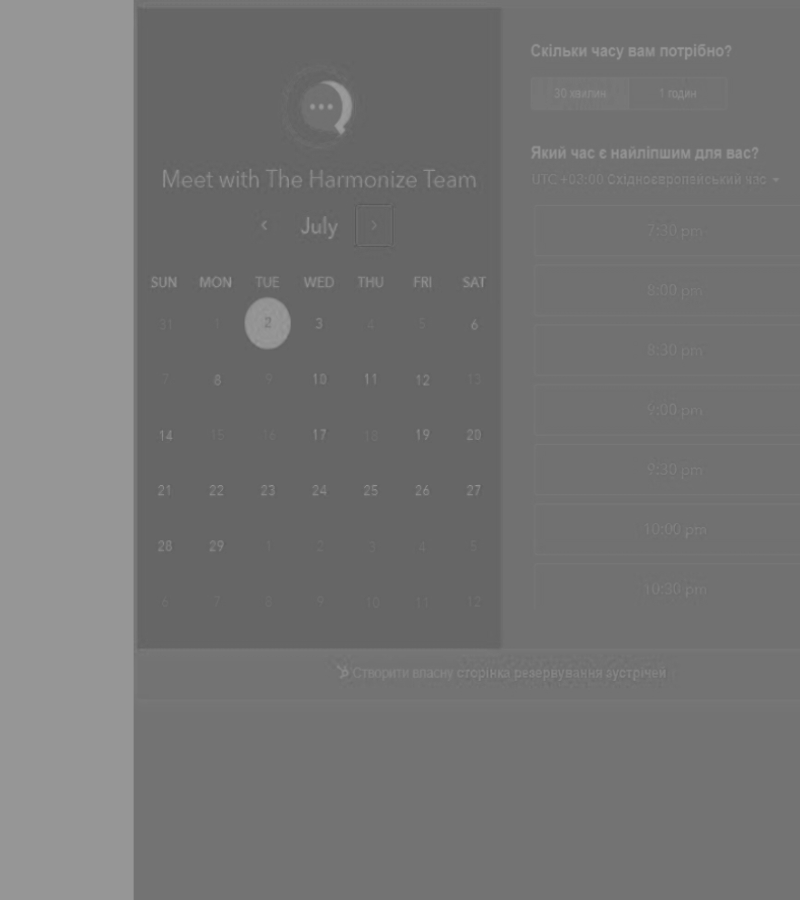 Meet with The Harmonize Team
July
SUN MON TUE WED THU FRI SAT
31 1 2 3 4 5 6
7 8 9 10 11 12 13
14 15 16 17 18 19 20
21 22 23 24 25 26 27
28 29 1 2 3 4 5
6 7 8 9 10 11 12
Скільки часу вам потрібно?
30 хвилин 1 годин
Який час є найліпшим для вас?
UTC +03:00 Східноєвропейський час
7:30 pm
8:00 pm
8:30 pm
9:00 pm
9:30 pm
10:00 pm
10:30 pm
Створити власну сторінка резервування зустрічей